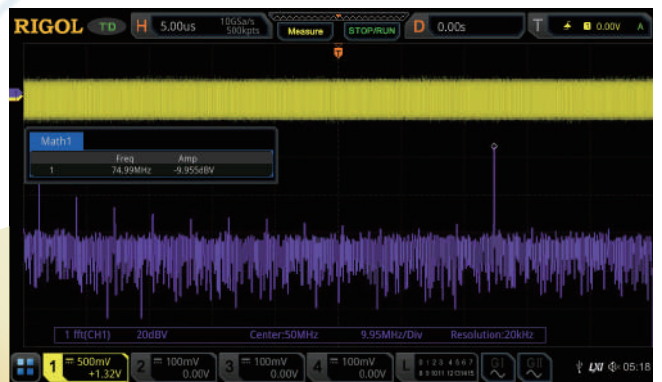 RIGOL TD H 5.00us 10GSa/s 500kpts Measure STOP/RUN D 0.00s T 1 0.00V A
T
Math1
Freq Amp
1 74.99MHz -9.955dBV
1 fft(CH1) 20dBV Center:50MHz 9.95MHz/Div Resolution:20kHz
1 500mV +1.32V 2 100mV 0.00V 3 100mV 0.00V 4 100mV 0.00V L 0 1 2 3 4 5 6 7 8 9 10 11 12 13 14 15 GI GII LXI 05:18